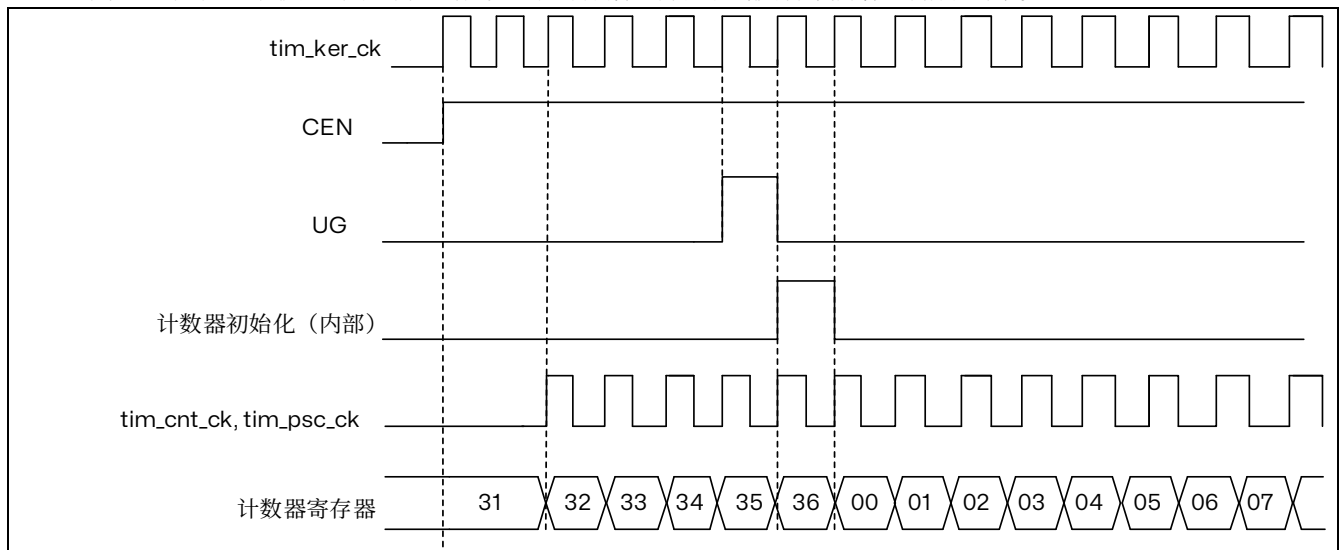 tim_ker_ck
CEN
UG
计数器初始化（内部）
tim_cnt_ck, tim_psc_ck
计数器寄存器 31 32 33 34 35 36 00 01 02 03 04 05 06 07